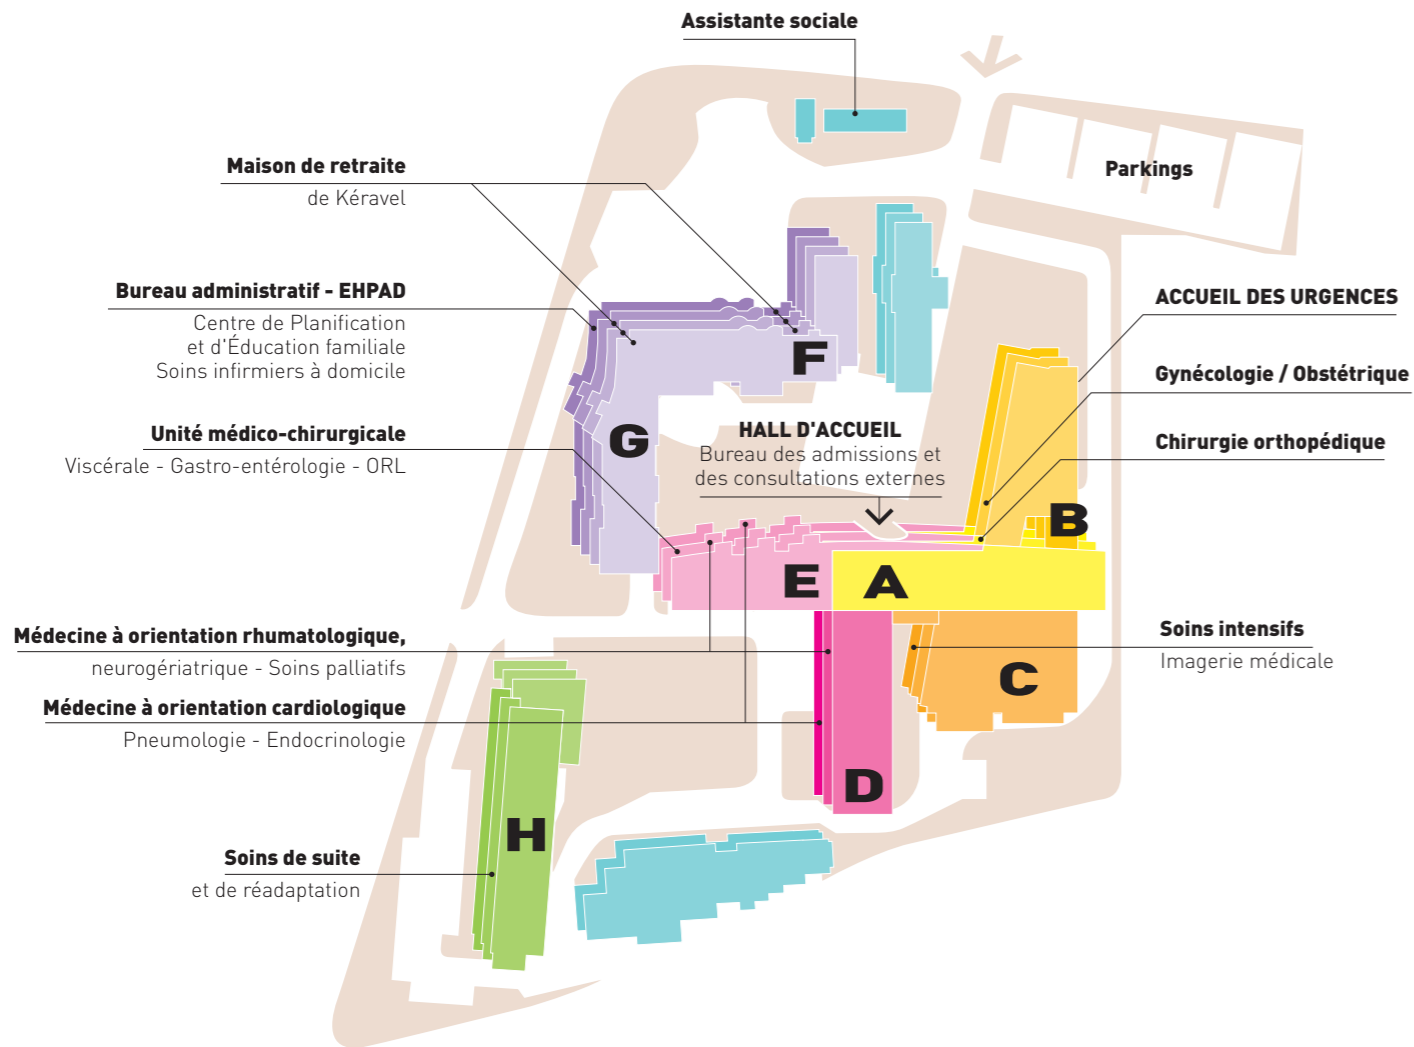 Assistante sociale
Parkings
Maison de retraite
de Kéravel
Bureau administratif - EHPAD
Centre de Planification
et d'Éducation familiale
Soins infirmiers à domicile
Unité médico-chirurgicale
Viscérale - Gastro-entérologie - ORL
HALL D'ACCUEIL
Bureau des admissions et
des consultations externes
ACCUEIL DES URGENCES
Gynécologie / Obstétrique
Chirurgie orthopédique
F
G
B
E
A
Médecine à orientation rhumatologique,
neurogériatrique - Soins palliatifs
Médecine à orientation cardiologique
Pneumologie - Endocrinologie
Soins intensifs
Imagerie médicale
C
D
H
Soins de suite
et de réadaptation